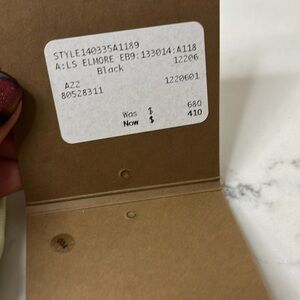 STYLE140335A1189
A:LS ELMORE EB9:133014:A118
Black 12206
A22 1220601
80528311
Was $ 680
Now $ 410